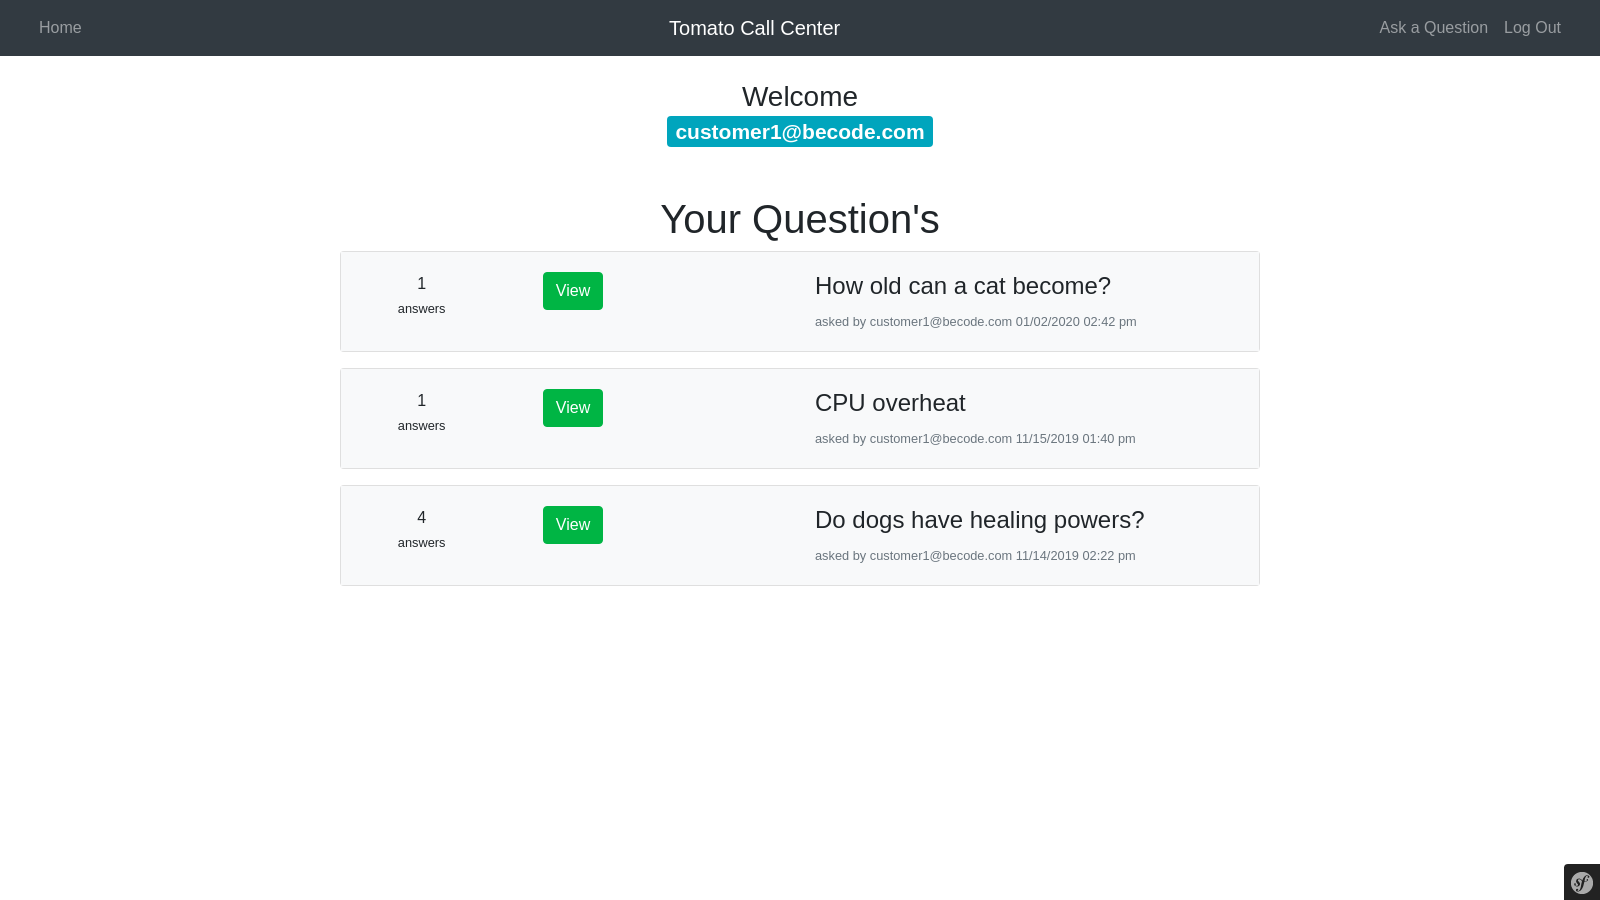 Home
Tomato Call Center
Ask a Question
Log Out
Welcome
customer1@becode.com
Your Question's
1
answers
View
How old can a cat become?
asked by customer1@becode.com 01/02/2020 02:42 pm
1
answers
View
CPU overheat
asked by customer1@becode.com 11/15/2019 01:40 pm
4
answers
View
Do dogs have healing powers?
asked by customer1@becode.com 11/14/2019 02:22 pm
sf